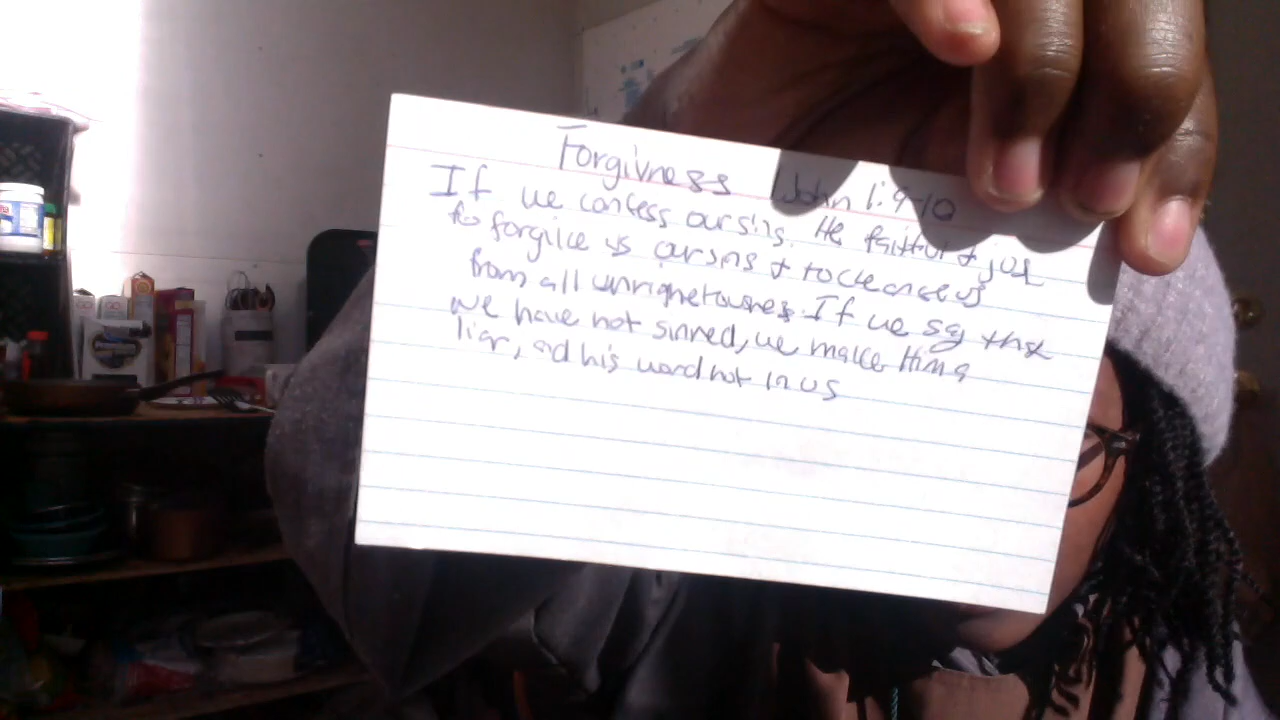 Forgivness 1John 1:9-10
If we confess our sins, He faithful & just
to forgive us our sins & to cleanse us
from all unrighetousness. If we say that
we have not sinned, we make Him a
liar, and his word not in us